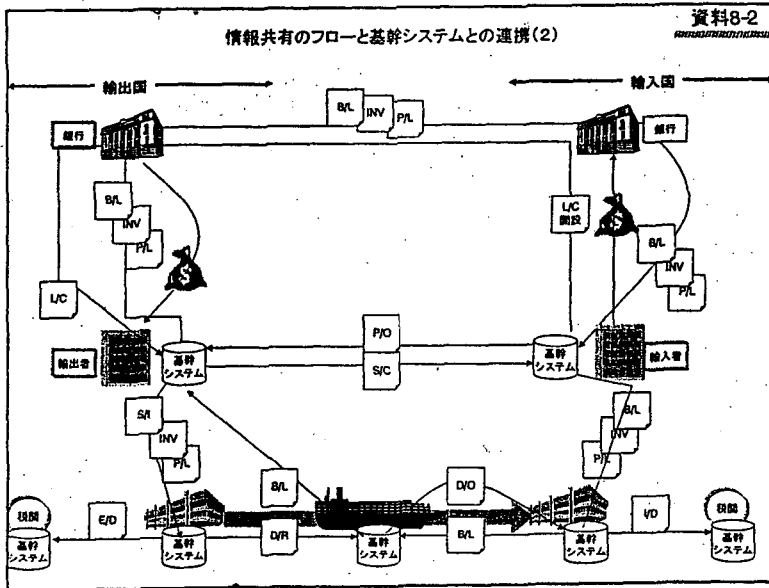 資料8-2
情報共有のフローと基幹システムとの連携(2)
輸出国
輸入国
B/L
INV
P/L
銀行
銀行
B/L
INV
P/L
L/C
開設
B/L
INV
P/L
$
$
L/C
P/O
S/C
輸出者
基幹
システム
基幹
システム
輸入者
S/I
INV
P/L
B/L
INV
P/L
B/L
D/O
税関
税関
E/D
D/R
B/L
I/D
基幹
システム
基幹
システム
基幹
システム
基幹
システム
基幹
システム